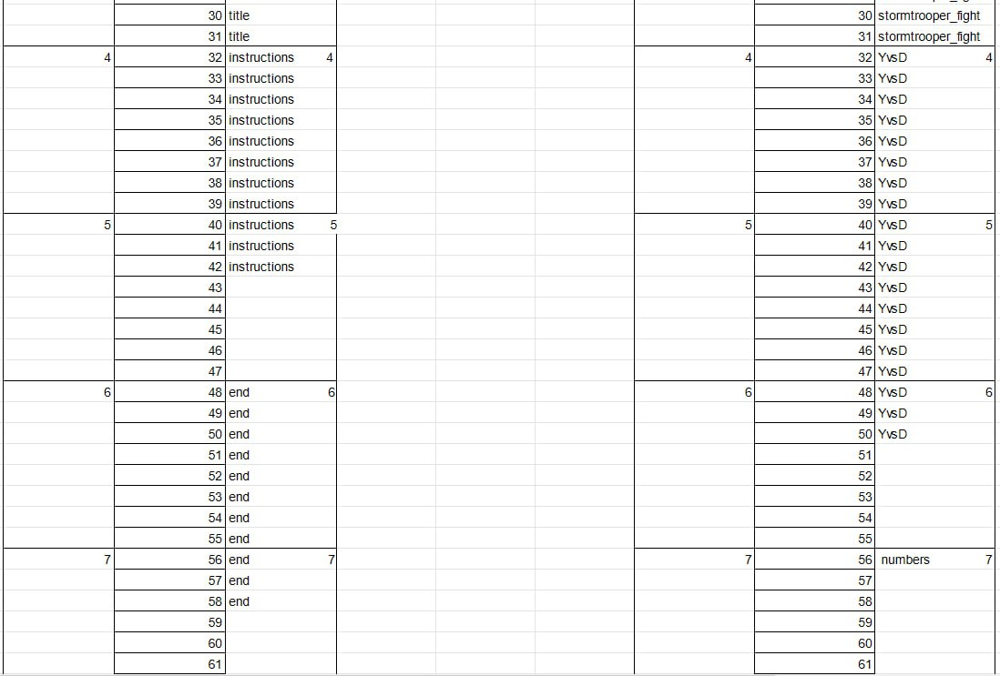 30 title 30 stormtrooper_fight
31 title 31 stormtrooper_fight
4 32 instructions 4 4 32 YvsD 4
33 instructions 33 YvsD
34 instructions 34 YvsD
35 instructions 35 YvsD
36 instructions 36 YvsD
37 instructions 37 YvsD
38 instructions 38 YvsD
39 instructions 39 YvsD
5 40 instructions 5 5 40 YvsD 5
41 instructions 41 YvsD
42 instructions 42 YvsD
43 43 YvsD
44 44 YvsD
45 45 YvsD
46 46 YvsD
47 47 YvsD
6 48 end 6 6 48 YvsD 6
49 end 49 YvsD
50 end 50 YvsD
51 end 51
52 end 52
53 end 53
54 end 54
55 end 55
7 56 end 7 7 56 numbers 7
57 end 57
58 end 58
59 59
60 60
61 61